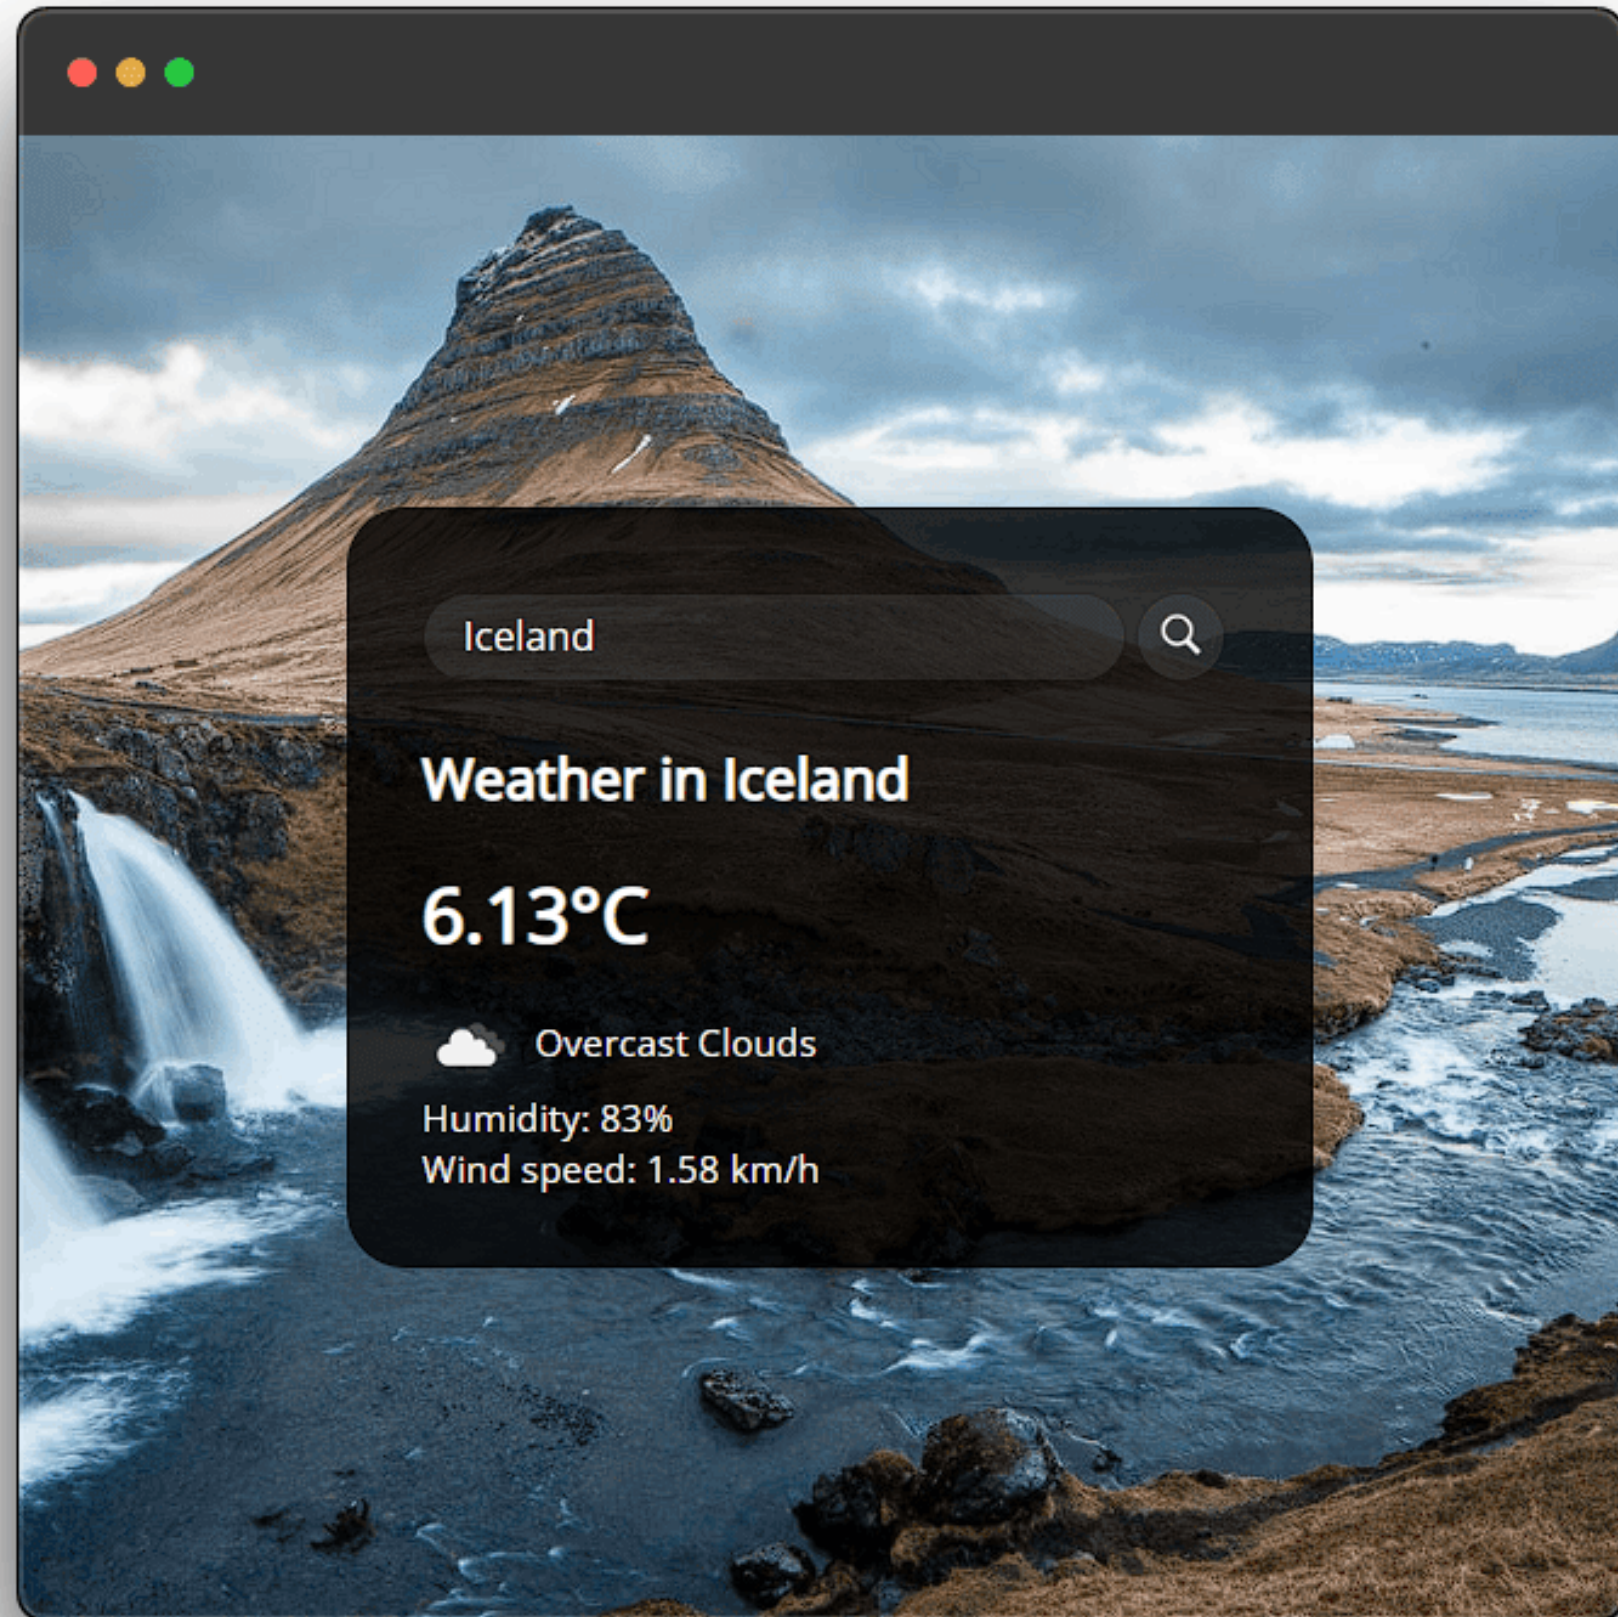 Iceland
Weather in Iceland
6.13°C
Overcast Clouds
Humidity: 83%
Wind speed: 1.58 km/h